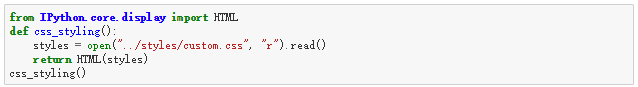 from IPython.core.display import HTML
def css_styling():
    styles = open("../styles/custom.css", "r").read()
    return HTML(styles)
css_styling()